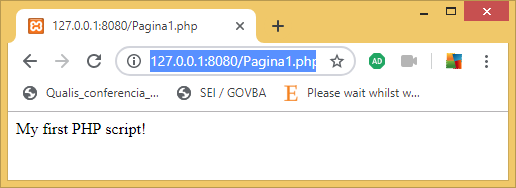 127.0.0.1:8080/Pagina1.php
127.0.0.1:8080/Pagina1.php
AD
Qualis_conferencia_... SEI / GOVBA E Please wait whilst w...
My first PHP script!